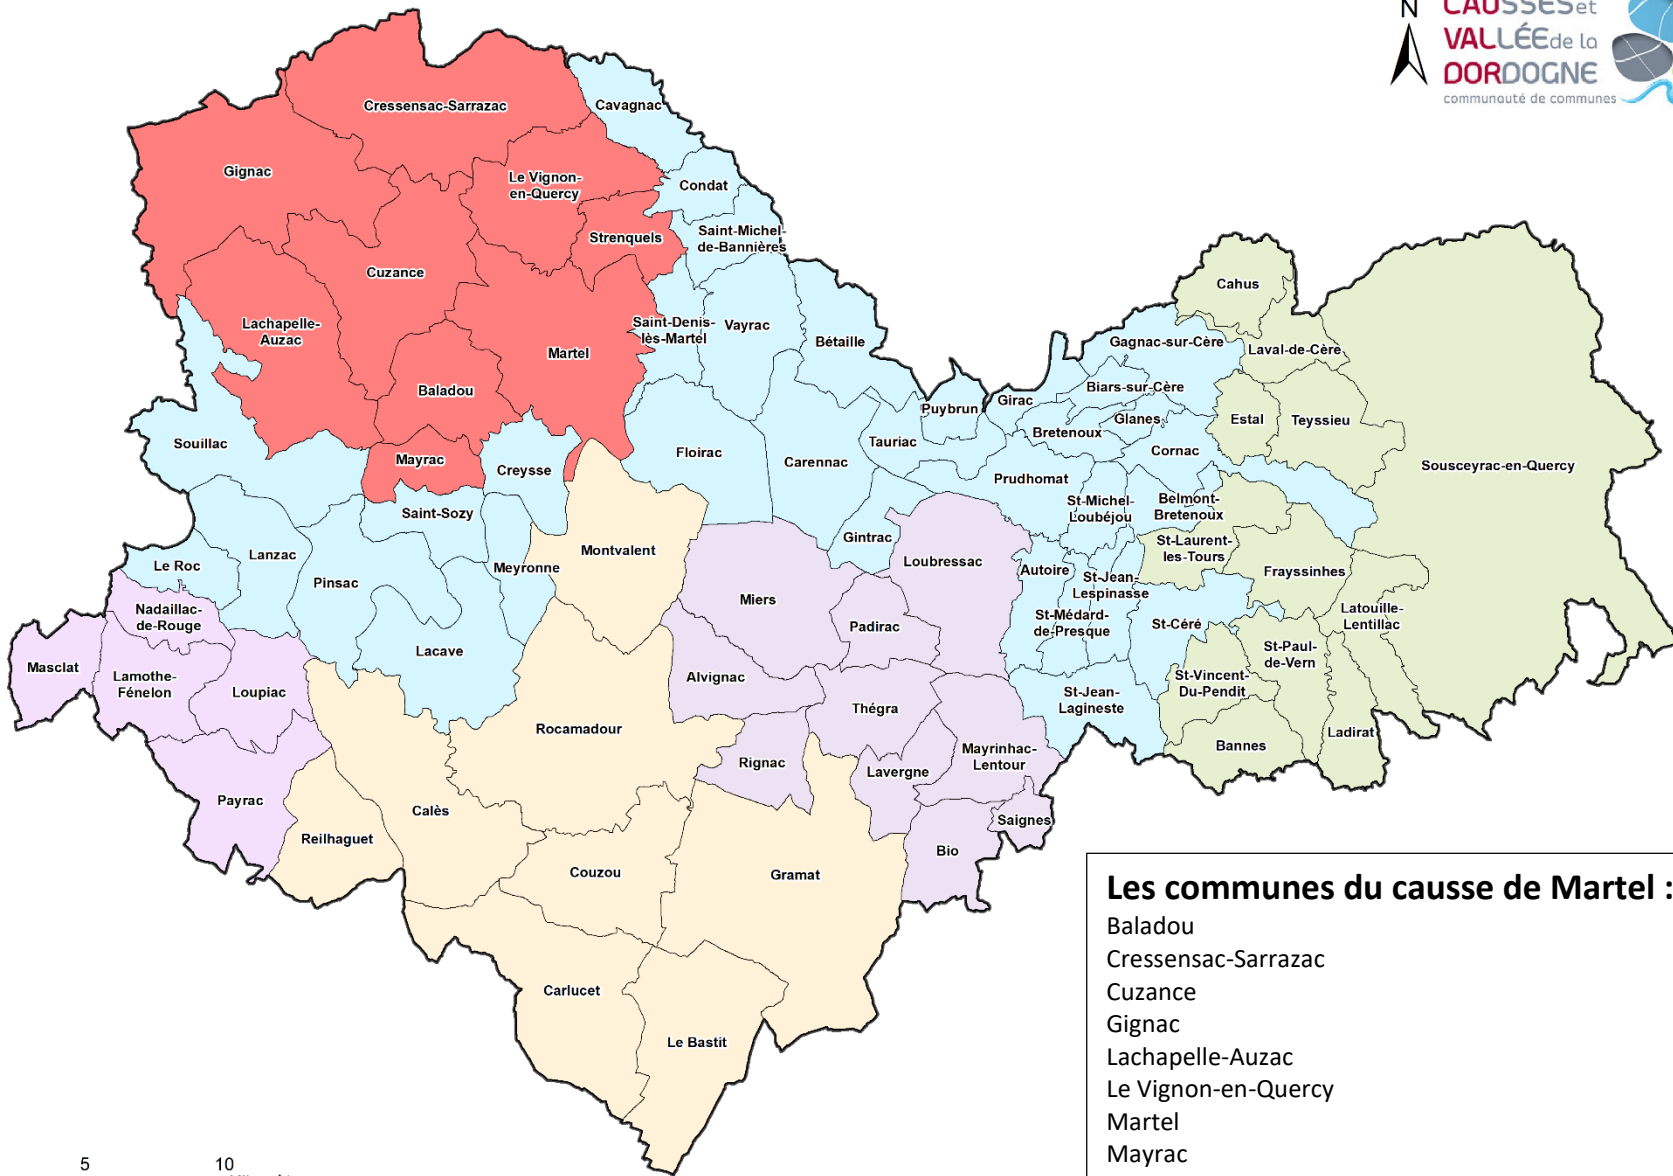 N
CAUSSES et
VALLÉE de la
DORDOGNE
communauté de communes
Cressensac-Sarrazac
Cavagnac
Gignac
Le Vignon-
en-Quercy
Condat
Strenquels
Saint-Michel-
de-Bannières
Cuzance
Cahus
Lachapelle-
Auzac
Saint-Denis-
lès-Martel
Vayrac
Bétaille
Martel
Gagnac-sur-Cère
Laval-de-Cère
Baladou
Biars-sur-Cère
Puybrun
Girac
Glanes
Estal
Teyssieu
Bretenoux
Souillac
Tauriac
Floirac
Cornac
Mayrac
Creysse
Carennac
Sousceyrac-en-Quercy
Prudhomat
Saint-Sozy
St-Michel-
Loubéjou
Belmont-
Bretenoux
Gintrac
Lanzac
Montvalent
St-Laurent-
les-Tours
Le Roc
Pinsac
Meyronne
Loubressac
Autoire
St-Jean-
Lespinasse
Frayssinhes
Nadaillac-
de-Rouge
Miers
Padirac
St-Médard-
de-Presque
St-Céré
Latouille-
Lentillac
Lacave
St-Paul-
de-Vern
Masclat
Lamothe-
Fénelon
Loupiac
Alvignac
St-Vincent-
Du-Pendit
St-Jean-
Lagineste
Thégra
Rocamadour
Bannes
Ladirat
Mayrinhac-
Lentour
Rignac
Lavergne
Payrac
Calès
Saignes
Reilhaguet
Bio
Couzou
Gramat
Carlucet
Le Bastit
Les communes du causse de Martel :
Baladou
Cressensac-Sarrazac
Cuzance
Gignac
Lachapelle-Auzac
Le Vignon-en-Quercy
Martel
Mayrac
5 10